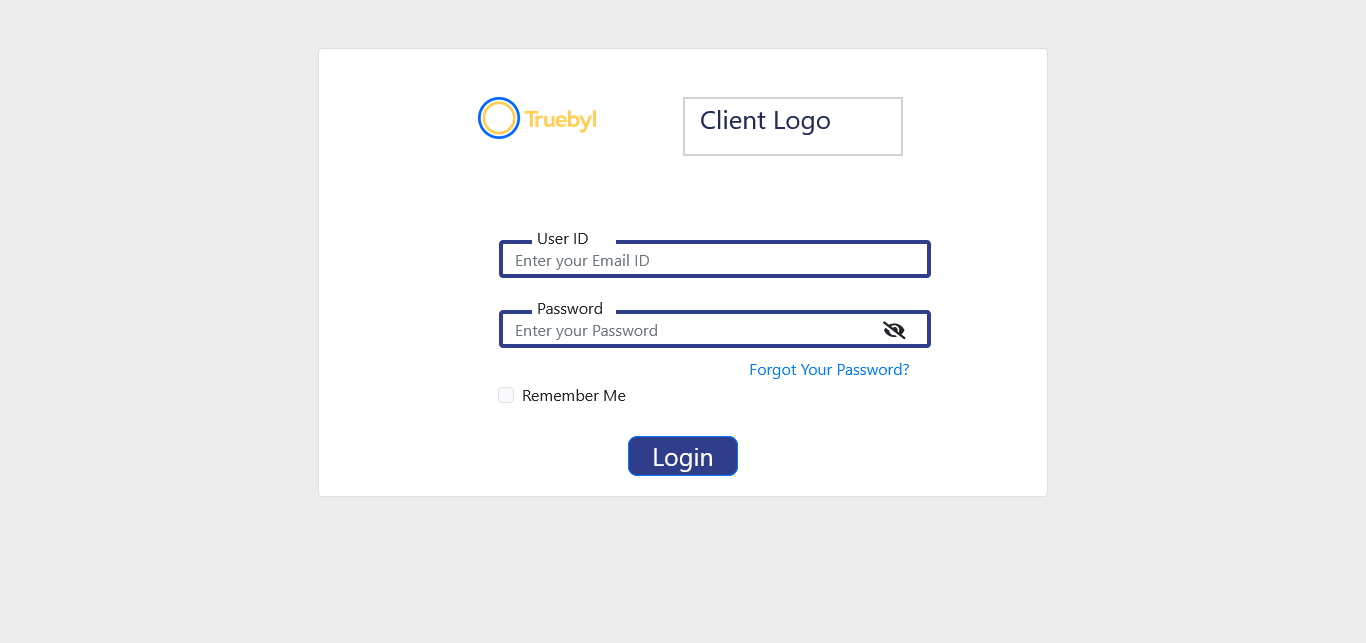 Truebyl
Client Logo
User ID
Enter your Email ID
Password
Enter your Password
Forgot Your Password?
Remember Me
Login